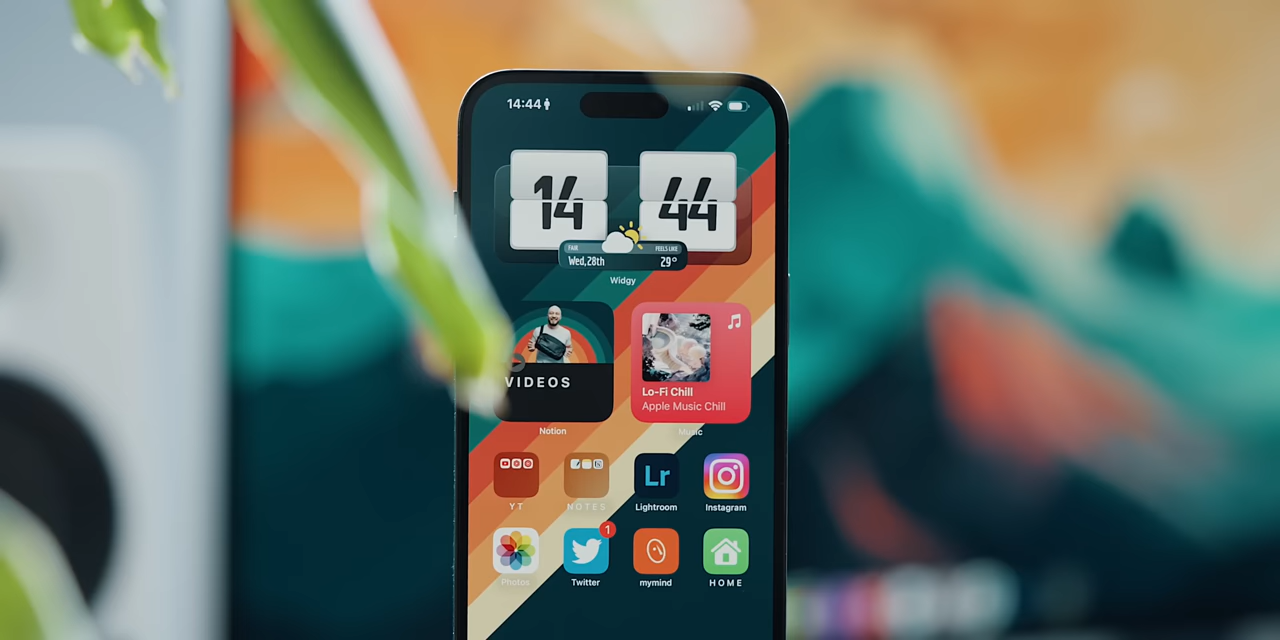 14:44
14 44
FAIR FEELS LIKE
Wed,28th 29°
Widgy
VIDEOS
Lo-Fi Chill
Apple Music Chill
Notion Music
Lr
YT NOTES Lightroom Instagram
1
Photos Twitter mymind HOME